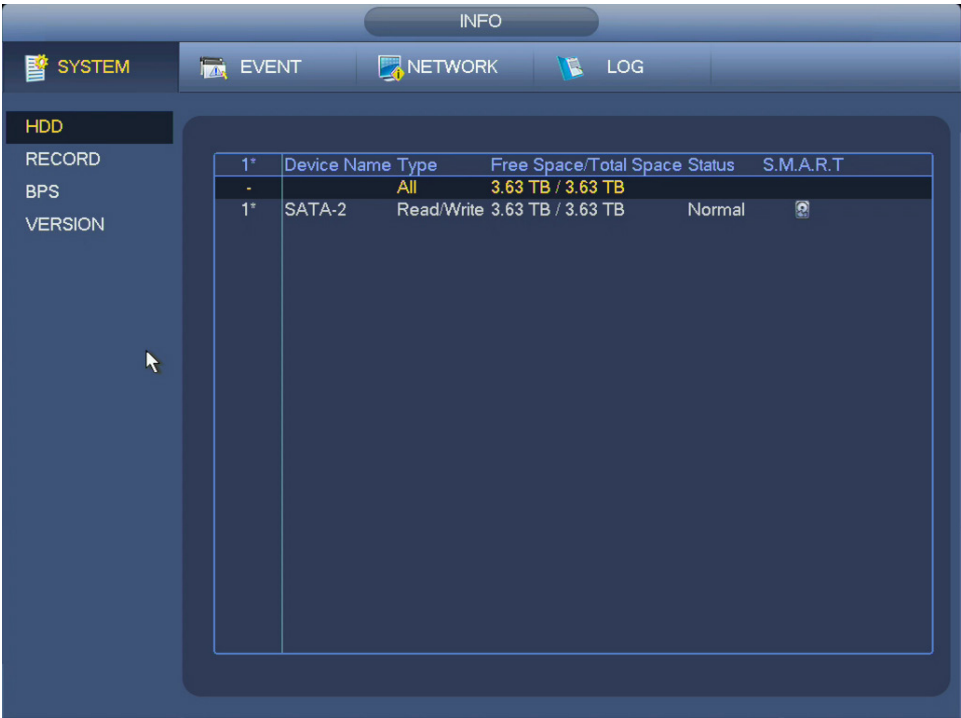 INFO
SYSTEM EVENT NETWORK LOG
HDD
RECORD
BPS
VERSION
1* Device Name Type Free Space/Total Space Status S.M.A.R.T
- All 3.63 TB / 3.63 TB
1* SATA-2 Read/Write 3.63 TB / 3.63 TB Normal